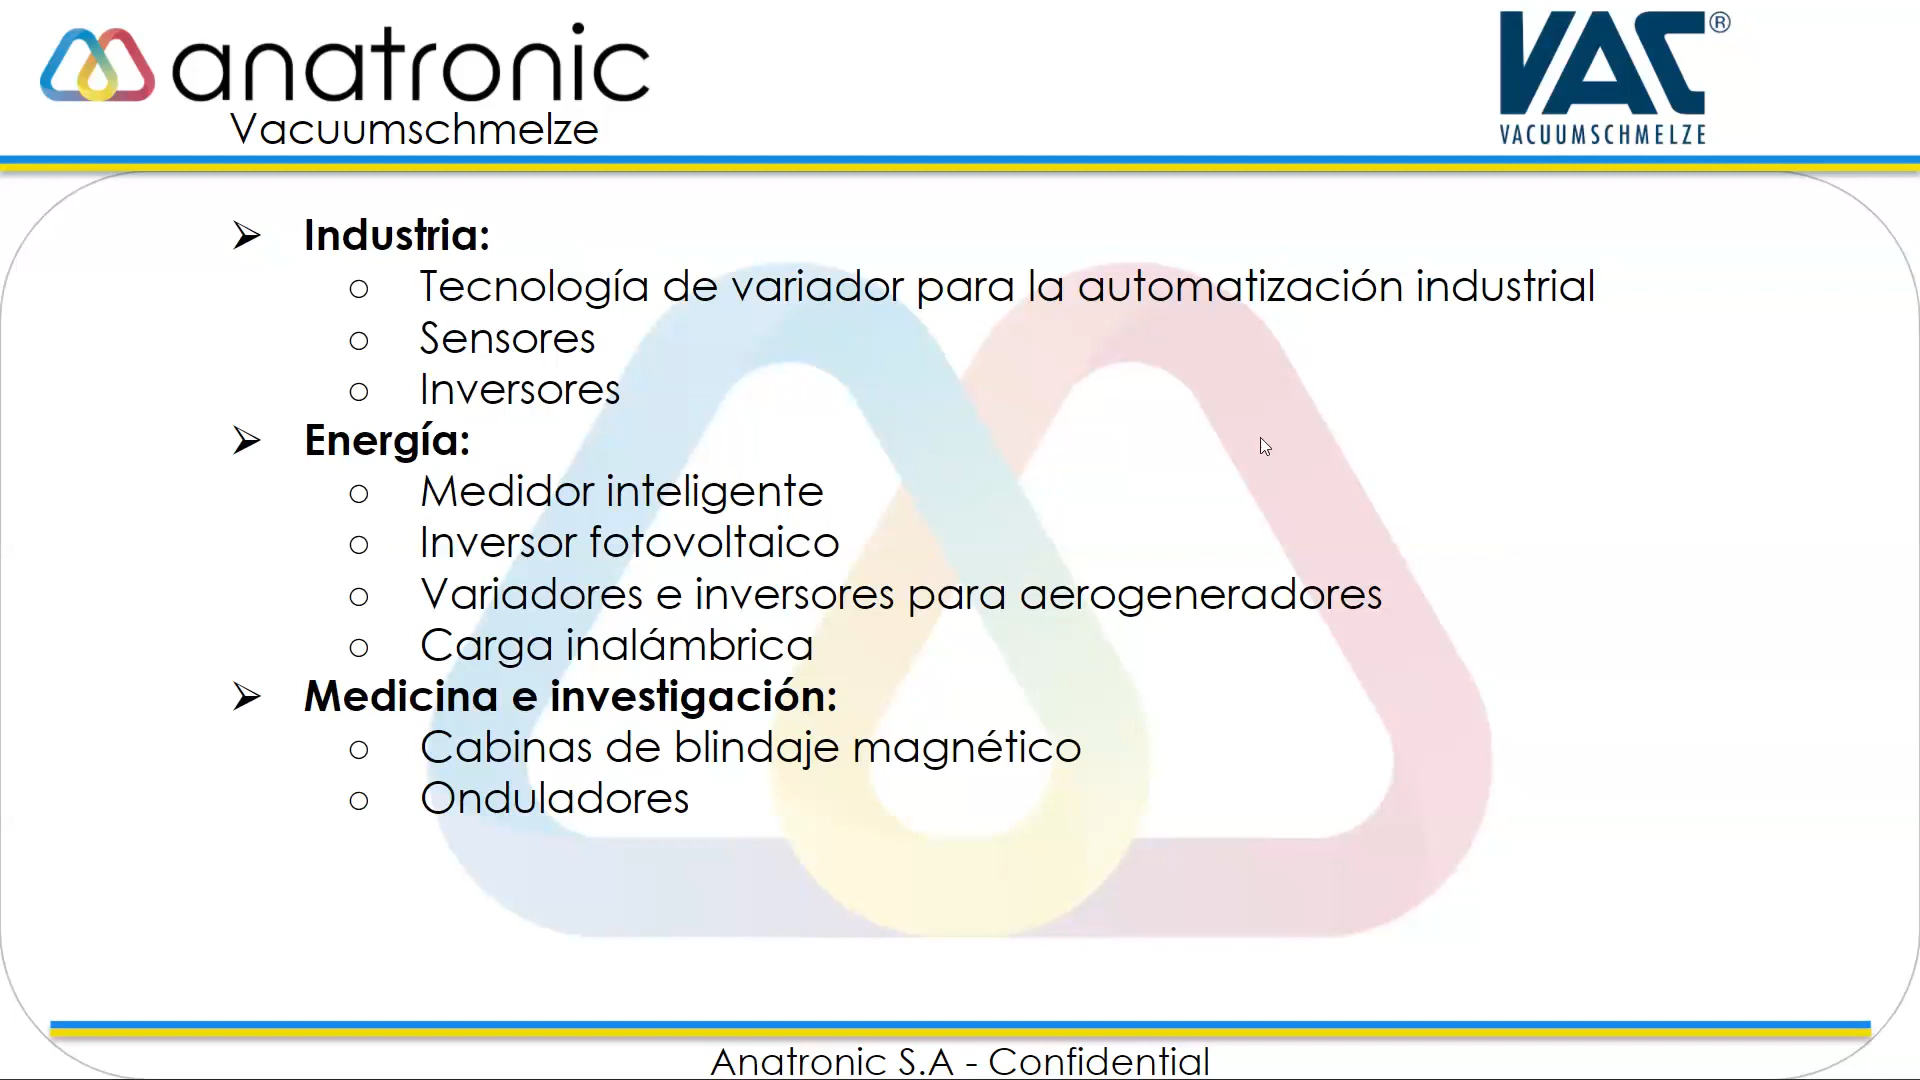 anatronic
Vacuumschmelze
VAC®
VACUUMSCHMELZE
➢ Industria:
○ Tecnología de variador para la automatización industrial
○ Sensores
○ Inversores
➢ Energía:
○ Medidor inteligente
○ Inversor fotovoltaico
○ Variadores e inversores para aerogeneradores
○ Carga inalámbrica
➢ Medicina e investigación:
○ Cabinas de blindaje magnético
○ Onduladores
Anatronic S.A - Confidential